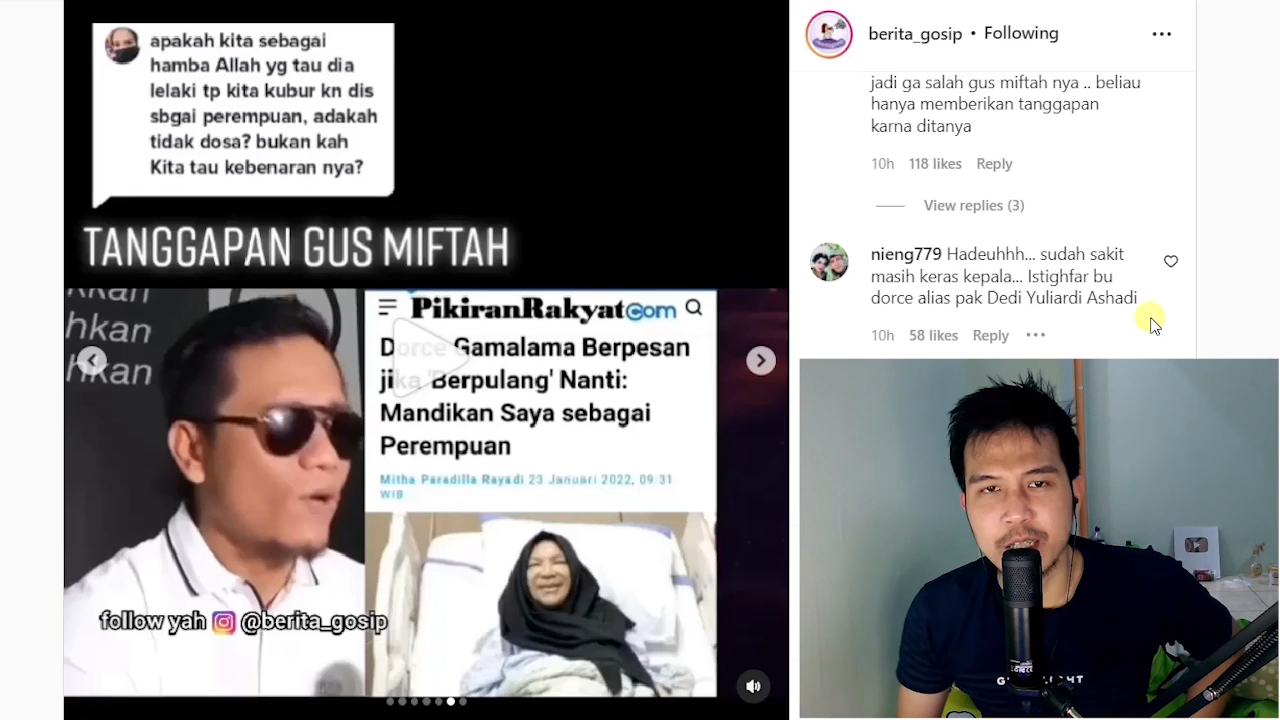 apakah kita sebagai
hamba Allah yg tau dia
lelaki tp kita kubur kn dis
sbgai perempuan, adakah
tidak dosa? bukan kah
Kita tau kebenaran nya?
TANGGAPAN GUS MIFTAH
hkan
hkan
PikiranRakyat com
Dorce Gamalama Berpesan
jika 'Berpulang' Nanti:
Mandikan Saya sebagai
Perempuan
Mitha Paradilla Rayadi 23 Januari 2022, 09:31
WIB
follow yah @berita_gosip
berita_gosip • Following
jadi ga salah gus miftah nya .. beliau
hanya memberikan tanggapan
karna ditanya
10h 118 likes Reply
View replies (3)
nieng779 Hadeuhhh... sudah sakit
masih keras kepala... Istighfar bu
dorce alias pak Dedi Yuliardi Ashadi
10h 58 likes Reply